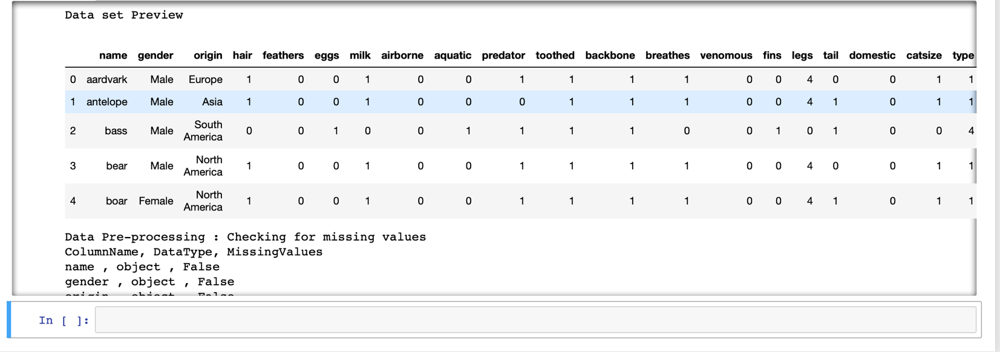 Data set Preview
name gender origin hair feathers eggs milk airborne aquatic predator toothed backbone breathes venomous fins legs tail domestic catsize type
0 aardvark Male Europe 1 0 0 1 0 0 1 1 1 1 0 0 4 0 0 1 1
1 antelope Male Asia 1 0 0 1 0 0 0 1 1 1 0 0 4 1 0 1 1
2 bass Male South America 0 0 1 0 0 1 1 1 1 0 0 1 0 1 0 0 4
3 bear Male North America 1 0 0 1 0 0 1 1 1 1 0 0 4 0 0 1 1
4 boar Female North America 1 0 0 1 0 0 1 1 1 1 0 0 4 1 0 1 1
Data Pre-processing : Checking for missing values
ColumnName, DataType, MissingValues
name , object , False
gender , object , False
origin , object , False
In [ ]: